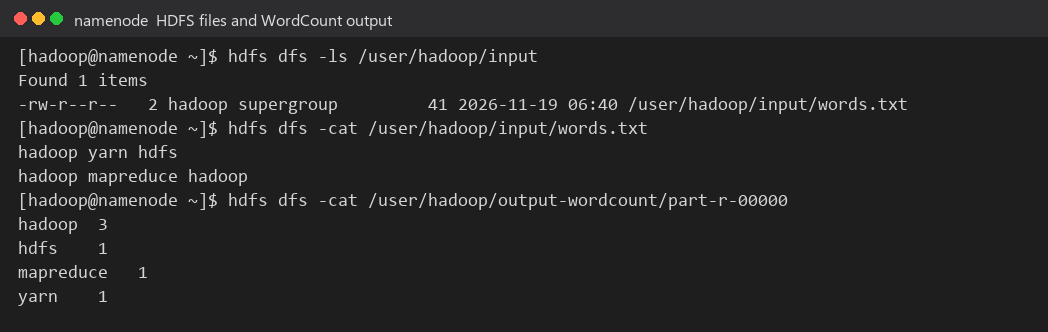 namenode  HDFS files and WordCount output
[hadoop@namenode ~]$ hdfs dfs -ls /user/hadoop/input
Found 1 items
-rw-r--r--   2 hadoop supergroup         41 2026-11-19 06:40 /user/hadoop/input/words.txt
[hadoop@namenode ~]$ hdfs dfs -cat /user/hadoop/input/words.txt
hadoop yarn hdfs
hadoop mapreduce hadoop
[hadoop@namenode ~]$ hdfs dfs -cat /user/hadoop/output-wordcount/part-r-00000
hadoop  3
hdfs    1
mapreduce   1
yarn    1